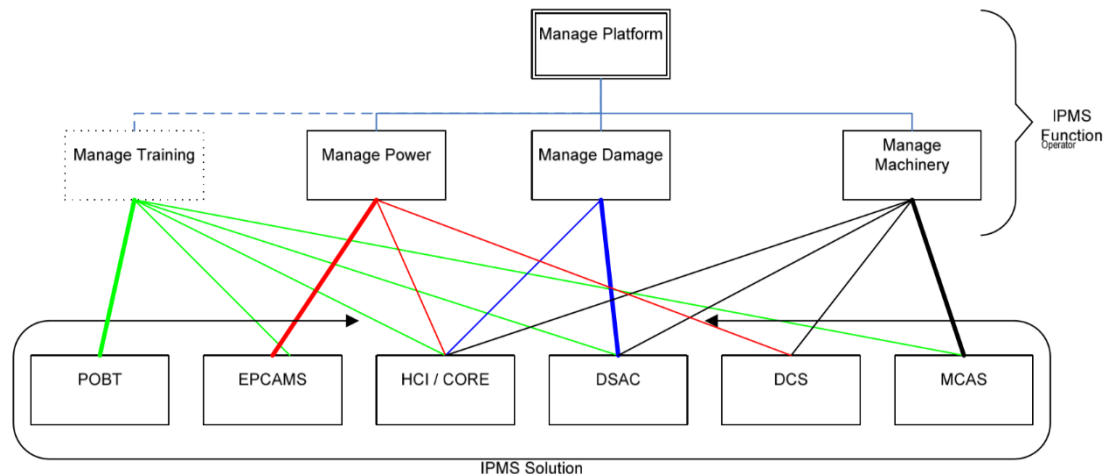 Manage Platform
IPMS
Function
Operator
Manage Training
Manage Power
Manage Damage
Manage
Machinery
POBT
EPCAMS
HCI / CORE
DSAC
DCS
MCAS
IPMS Solution